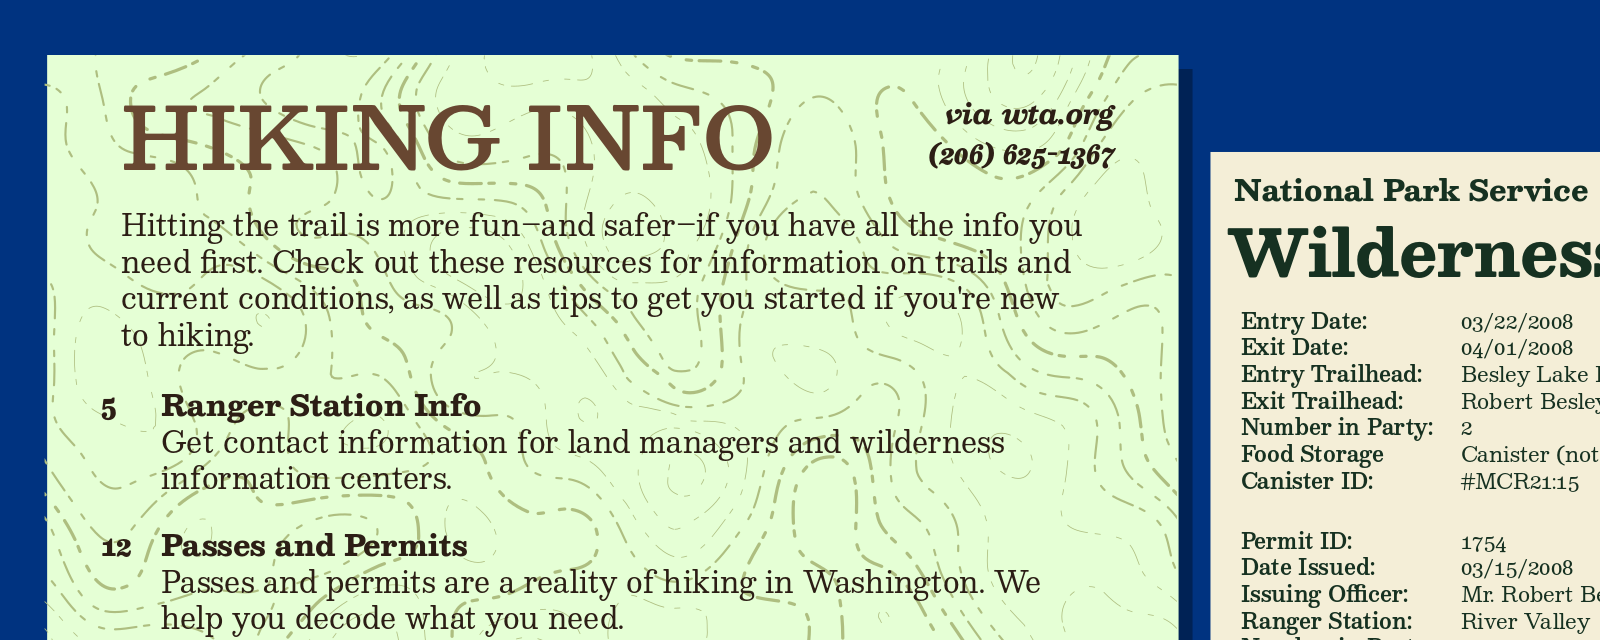 HIKING INFO
via wta.org
(206) 625-1367
Hitting the trail is more fun–and safer–if you have all the info you
need first. Check out these resources for information on trails and
current conditions, as well as tips to get you started if you're new
to hiking.
5 Ranger Station Info
Get contact information for land managers and wilderness
information centers.
12 Passes and Permits
Passes and permits are a reality of hiking in Washington. We
help you decode what you need.
National Park Service
Wilderness
Entry Date: 03/22/2008
Exit Date: 04/01/2008
Entry Trailhead: Besley Lake
Exit Trailhead: Robert Besley
Number in Party: 2
Food Storage Canister (not
Canister ID: #MCR21:15
Permit ID: 1754
Date Issued: 03/15/2008
Issuing Officer: Mr. Robert
Ranger Station: River Valley